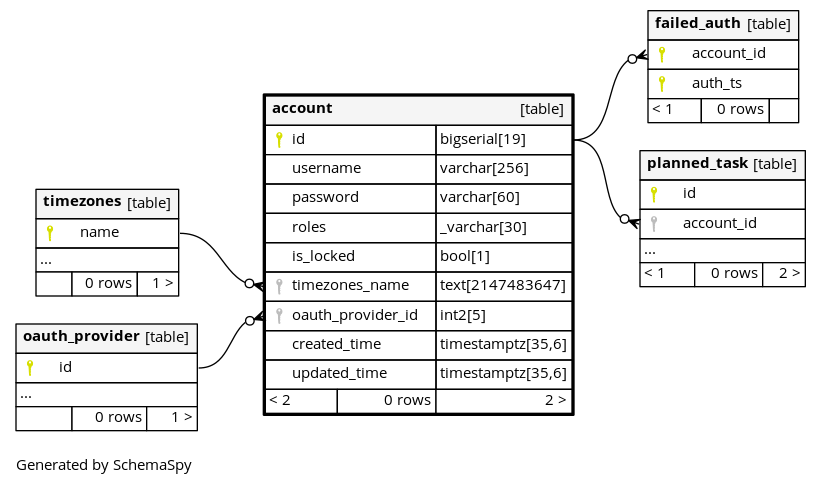 failed_auth [table]
account_id
auth_ts
< 1 0 rows
account [table]
id bigserial[19]
username varchar[256]
password varchar[60]
roles _varchar[30]
is_locked bool[1]
timezones_name text[2147483647]
oauth_provider_id int2[5]
created_time timestamptz[35,6]
updated_time timestamptz[35,6]
< 2 0 rows 2 >
planned_task [table]
id
account_id
...
< 1 0 rows 2 >
timezones [table]
name
...
0 rows 1 >
oauth_provider [table]
id
...
0 rows 1 >
Generated by SchemaSpy